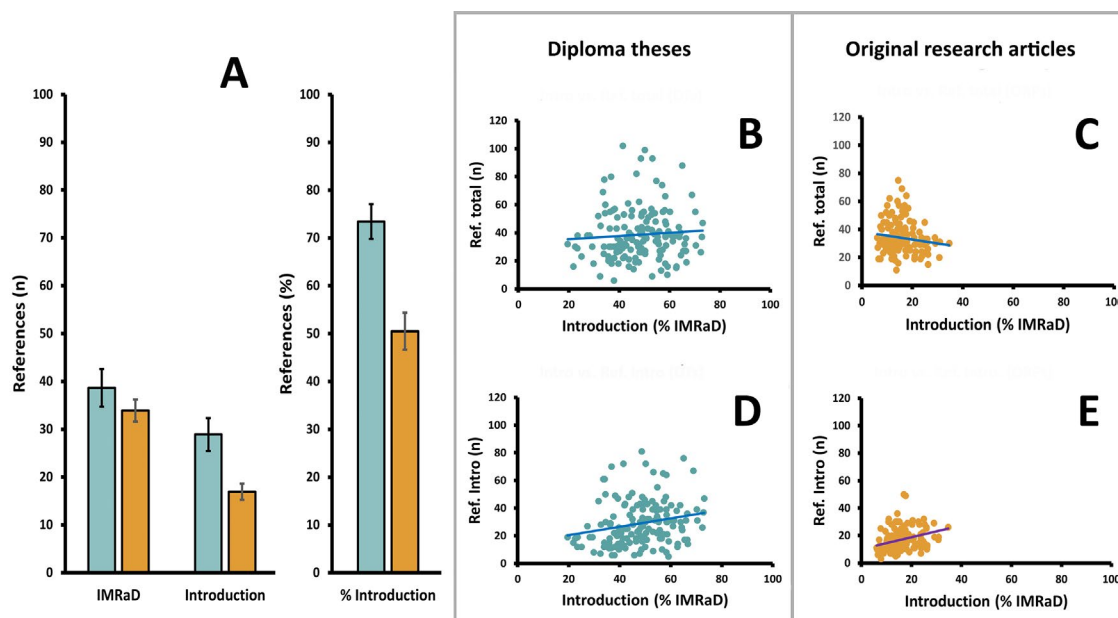 A
References (n)
100
90
80
70
60
50
40
30
20
10
0
IMRaD Introduction
References (%)
100
90
80
70
60
50
40
30
20
10
0
% Introduction
Diploma theses
B
Ref. total (n)
120
100
80
60
40
20
0
0 20 40 60 80 100
Introduction (% IMRaD)
D
Ref. Intro (n)
120
100
80
60
40
20
0
0 20 40 60 80 100
Introduction (% IMRaD)
Original research articles
C
Ref. total (n)
120
100
80
60
40
20
0
0 20 40 60 80 100
Introduction (% IMRaD)
E
Ref. Intro (n)
120
100
80
60
40
20
0
0 20 40 60 80 100
Introduction (% IMRaD)